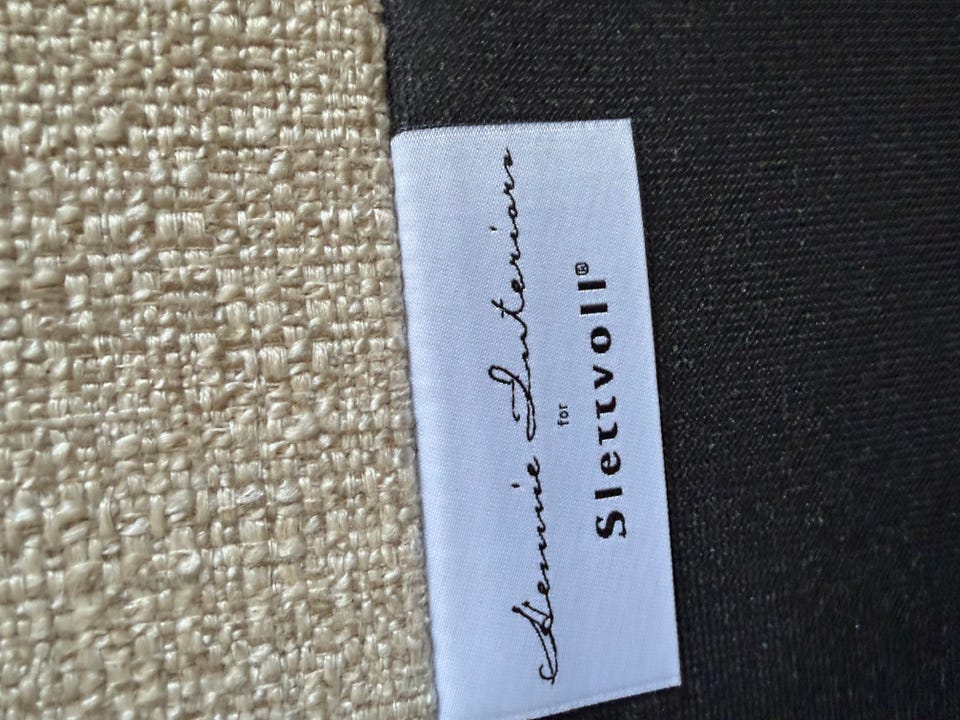 Hennie Interiors
for
Slettvoll®